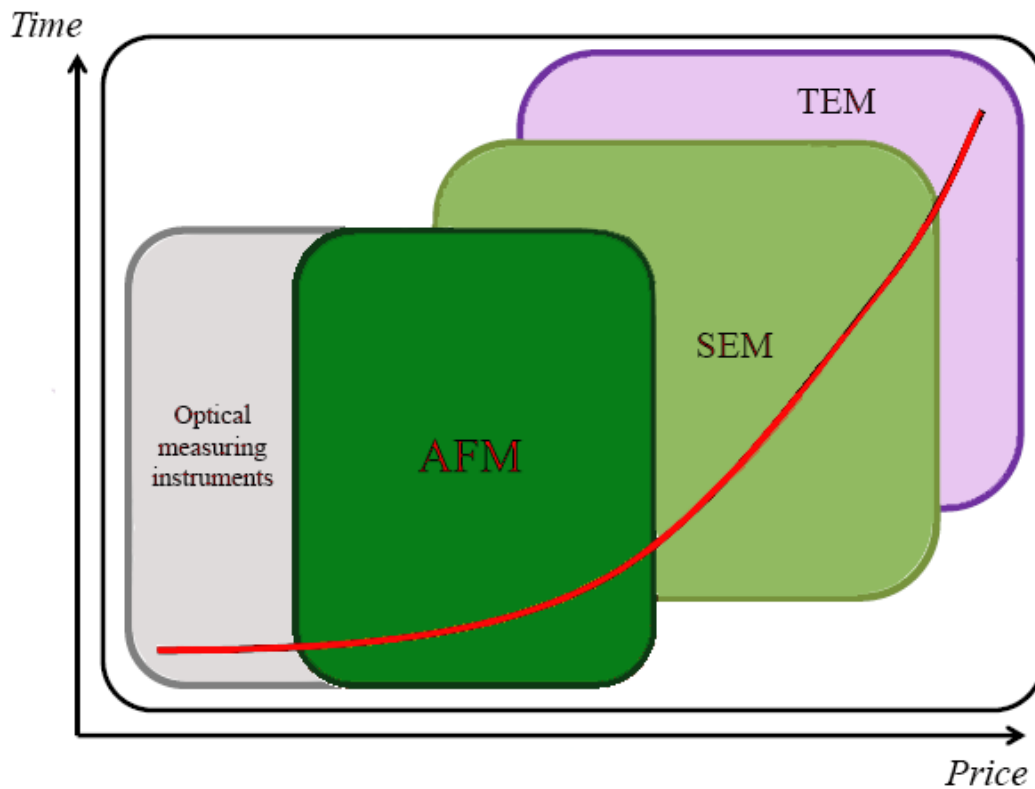 Time
TEM
SEM
Optical
measuring
instruments
AFM
Price